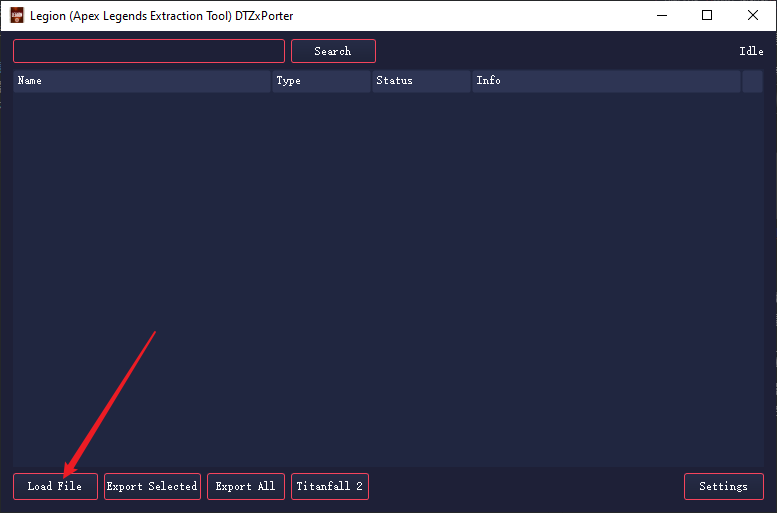 Legion (Apex Legends Extraction Tool) DTZxPorter
Search
Idle
Name Type Status Info
Load File Export Selected Export All Titanfall 2 Settings